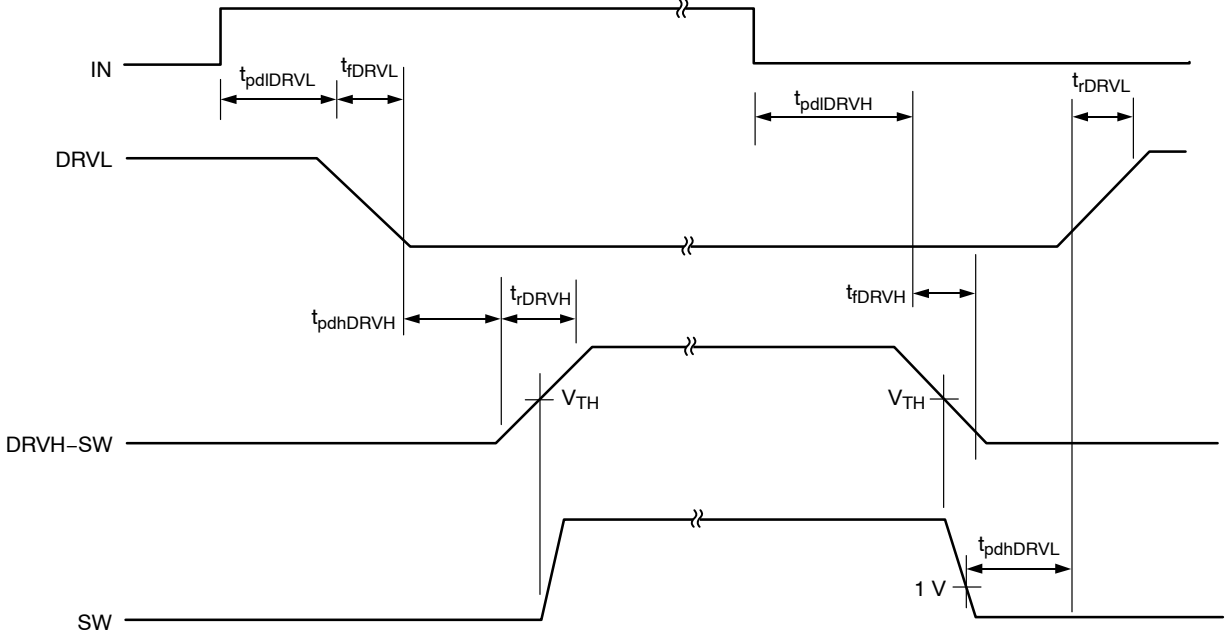 IN
tpdlDRVL
tfDRVL
tpdlDRVH
trDRVL
DRVL
tpdhDRVH
trDRVH
tfDRVH
VTH
VTH
DRVH−SW
tpdhDRVL
1 V
SW